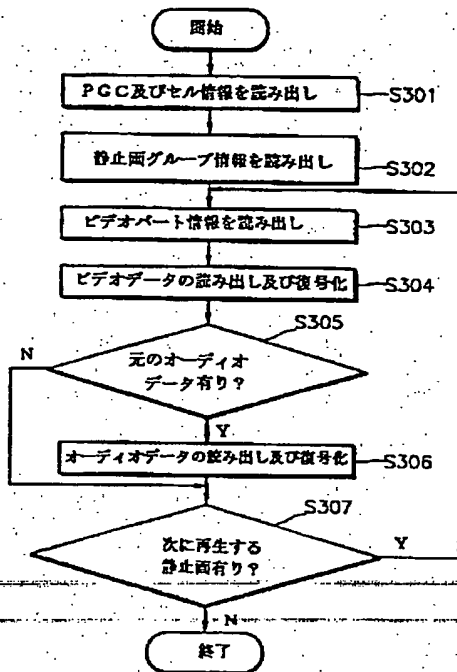 開始
PGC及びセル情報を読み出し
S301
静止画グループ情報を読み出し
S302
ビデオパート情報を読み出し
S303
ビデオデータの読み出し及び復号化
S304
S305
N
元のオーディオ
データ有り?
Y
オーディオデータの読み出し及び復号化
S306
S307
次に再生する
静止画有り?
Y
N
終了